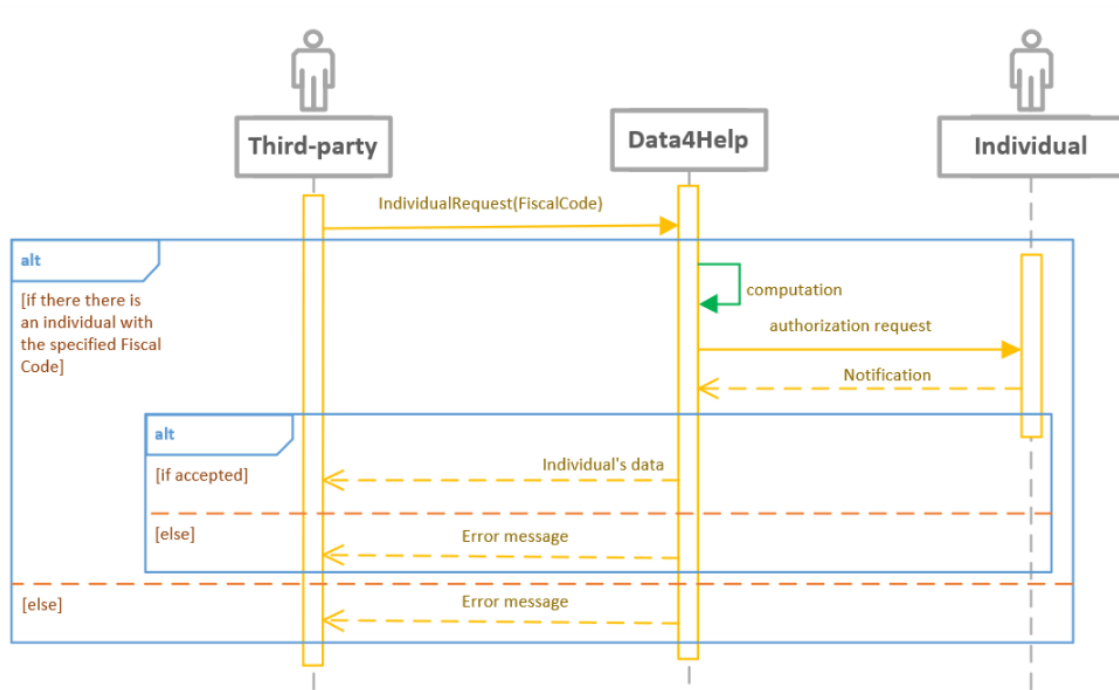 Third-party
Data4Help
Individual
IndividualRequest(FiscalCode)
alt
[if there there is
an individual with
the specified Fiscal
Code]
computation
authorization request
Notification
alt
[if accepted]
Individual's data
[else]
Error message
[else]
Error message